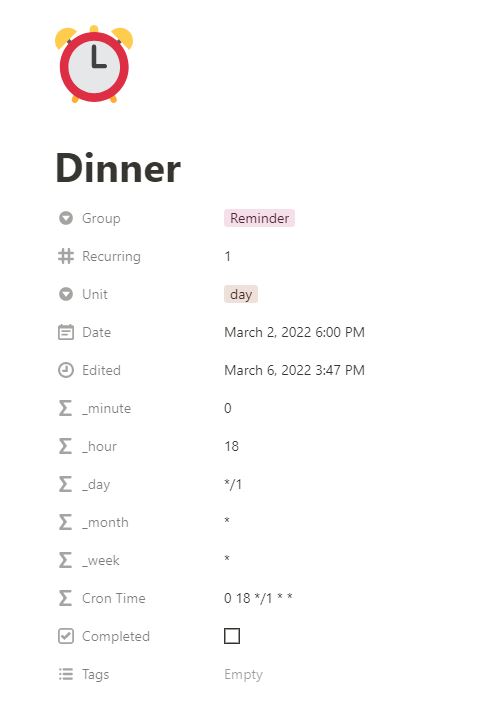 Dinner
Group Reminder
Recurring 1
Unit day
Date March 2, 2022 6:00 PM
Edited March 6, 2022 3:47 PM
_minute 0
_hour 18
_day */1
_month *
_week *
Cron Time 0 18 */1 * *
Completed
Tags Empty